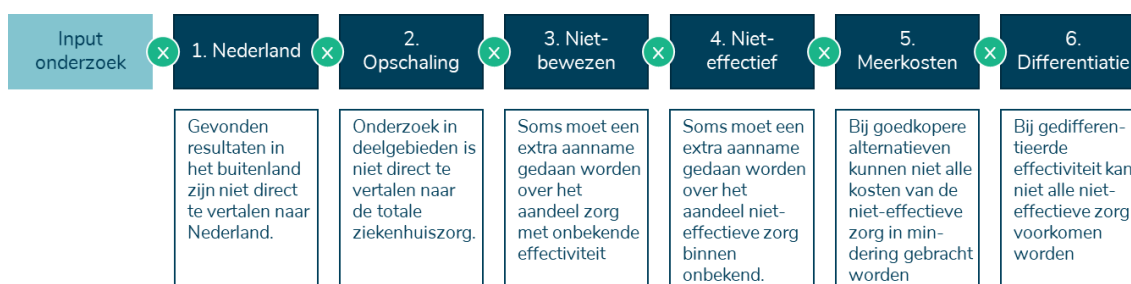 Input
onderzoek
x
1. Nederland
x
2.
Opschaling
x
3. Niet-
bewezen
x
4. Niet-
effectief
x
5.
Meerkosten
x
6.
Differentiatie
Gevonden
resultaten in
het buitenland
zijn niet direct
te vertalen naar
Nederland.
Onderzoek in
deelgebieden is
niet direct te
vertalen naar
de totale
ziekenhuiszorg.
Soms moet een
extra aanname
gedaan worden
over het
aandeel zorg
met onbekende
effectiviteit
Soms moet een
extra aanname
gedaan worden
over het
aandeel niet-
effectieve zorg
binnen
onbekend.
Bij goedkopere
alternatieven
kunnen niet alle
kosten van de
niet-effectieve
zorg in min-
dering gebracht
worden
Bij gedifferen-
tieerde
effectiviteit kan
niet alle niet-
effectieve zorg
voorkomen
worden